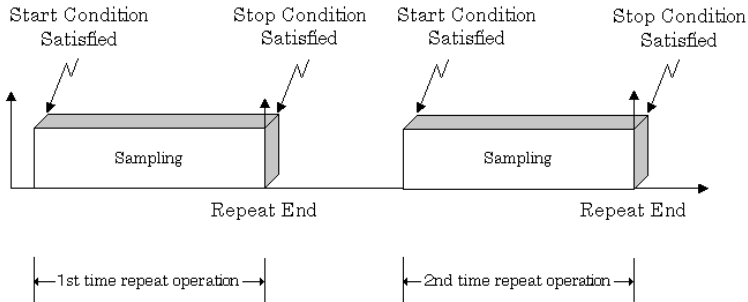 Start Condition
Satisfied
Stop Condition
Satisfied
Start Condition
Satisfied
Stop Condition
Satisfied
Sampling
Sampling
Repeat End
Repeat End
1st time repeat operation
2nd time repeat operation